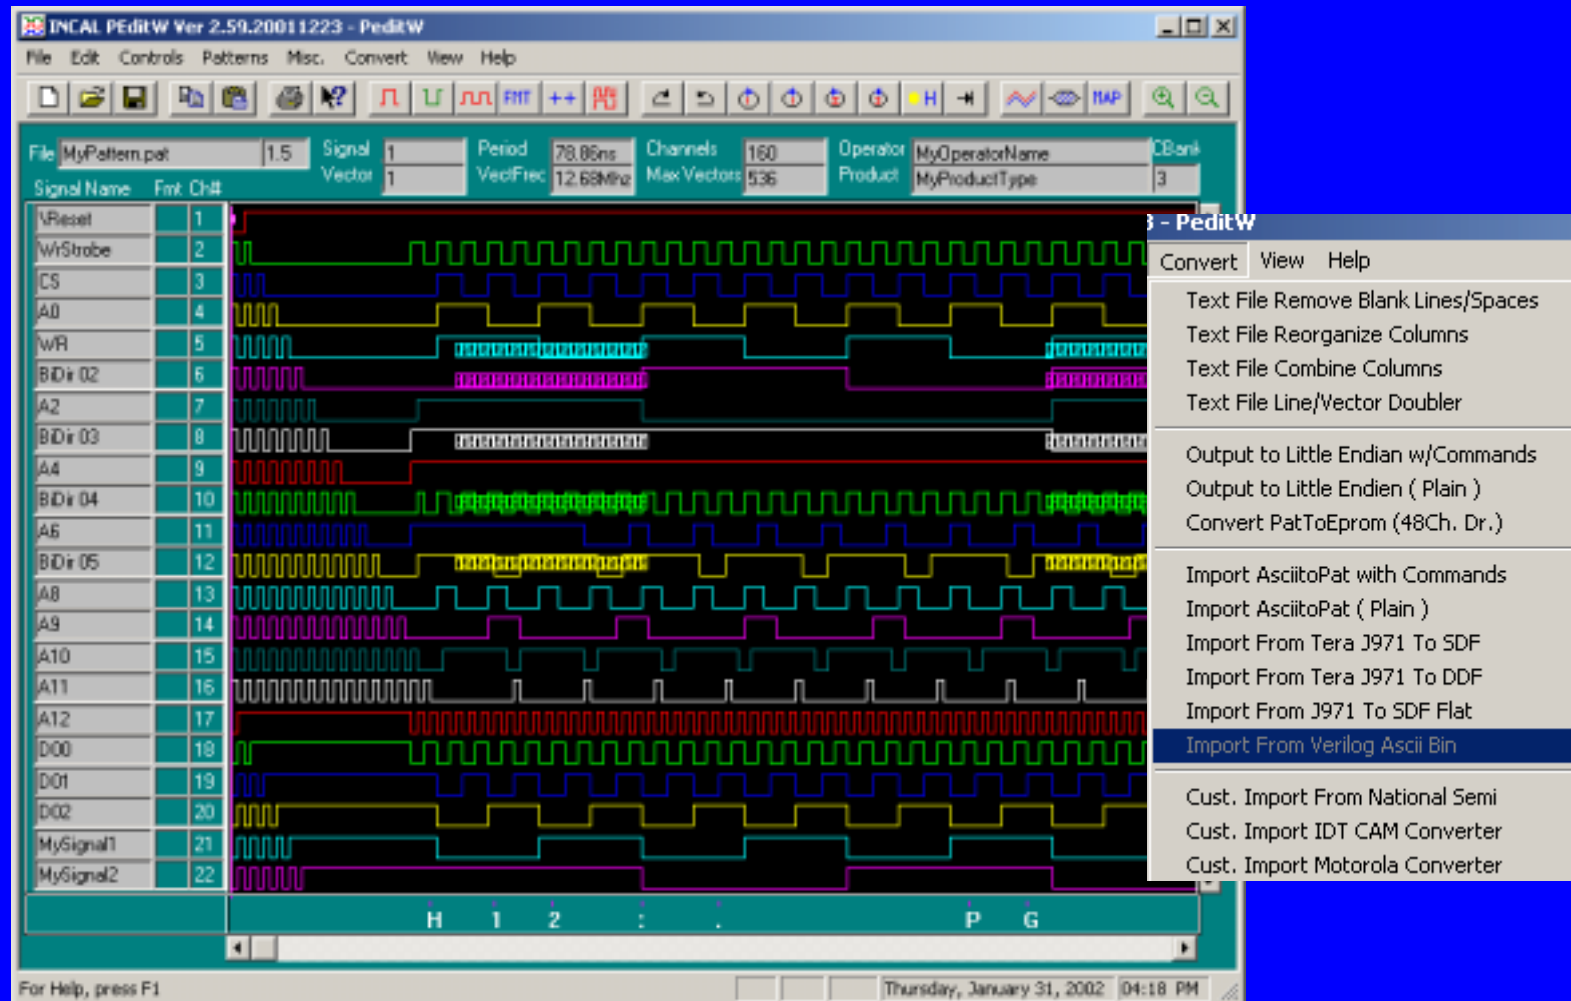 INCAL PEditW Ver 2.59.20011223 - PeditW
File Edit Controls Patterns Misc. Convert View Help
FMT ++ H MAP
File MyPattern.pat 1.5 Signal 1 Period 78.86ns Channels 160 Operator MyOperatorName CBank
Vector 1 VectFreq 12.68Mhz Max Vectors 536 Product MyProductType 3
Signal Name Fmt Ch#
\Reset 1
WrStrobe 2
CS 3
A0 4
WR 5
BiDir 02 6
A2 7
BiDir 03 8
A4 9
BiDir 04 10
A6 11
BiDir 05 12
A8 13
A9 14
A10 15
A11 16
A12 17
DO0 18
DO1 19
DO2 20
MySignal1 21
MySignal2 22
H 1 2 : . P G
For Help, press F1
Thursday, January 31, 2002 04:18 PM
3 - PeditW
Convert View Help
Text File Remove Blank Lines/Spaces
Text File Reorganize Columns
Text File Combine Columns
Text File Line/Vector Doubler
Output to Little Endian w/Commands
Output to Little Endien ( Plain )
Convert PatToEprom (48Ch. Dr.)
Import AsciitoPat with Commands
Import AsciitoPat ( Plain )
Import From Tera J971 To SDF
Import From Tera J971 To DDF
Import From J971 To SDF Flat
Import From Verilog Ascii Bin
Cust. Import From National Semi
Cust. Import IDT CAM Converter
Cust. Import Motorola Converter